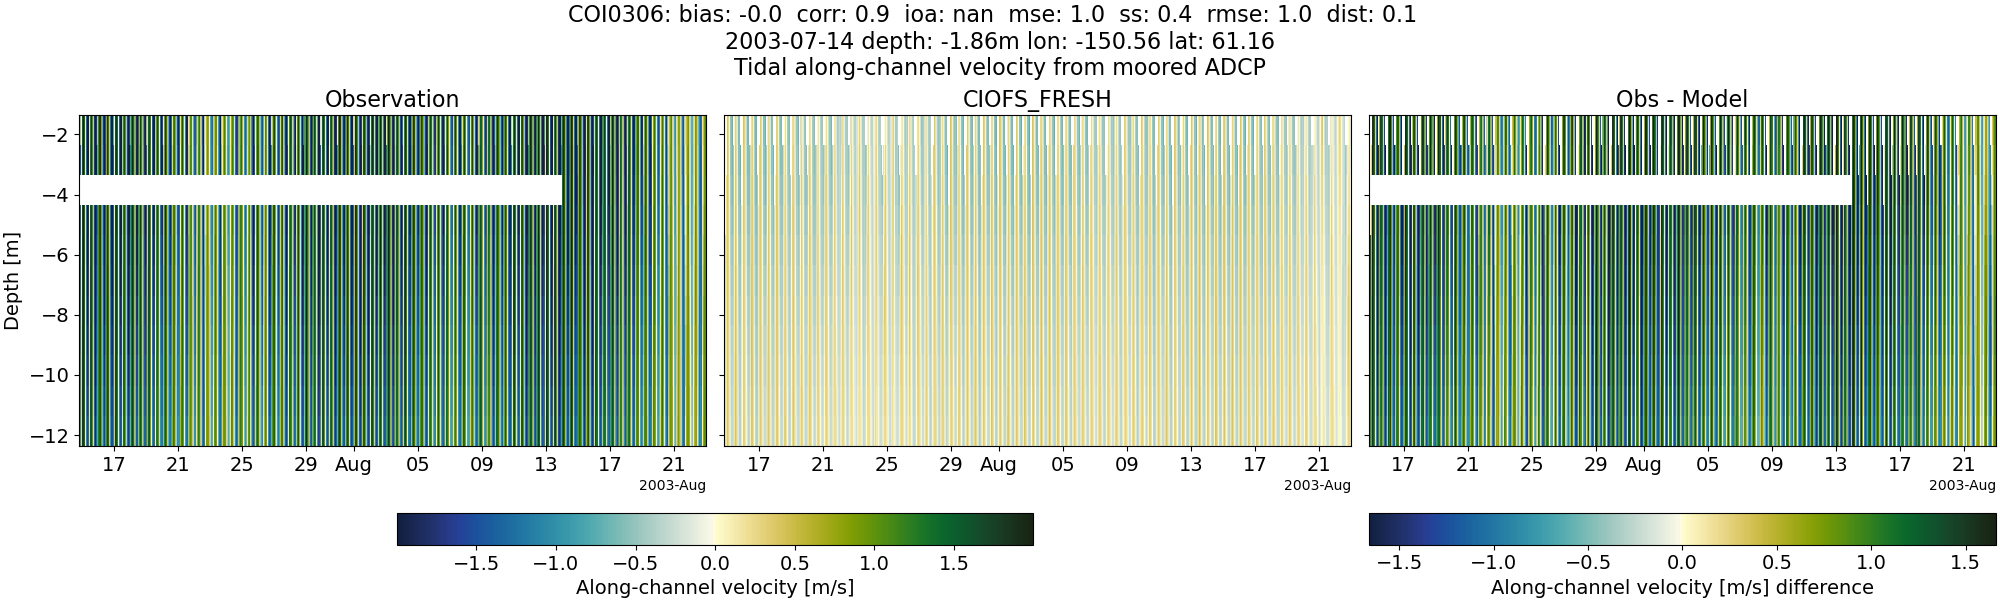 COI0306: bias: -0.0  corr: 0.9  ioa: nan  mse: 1.0  ss: 0.4  rmse: 1.0  dist: 0.1
2003-07-14 depth: -1.86m lon: -150.56 lat: 61.16
Tidal along-channel velocity from moored ADCP
Observation
CIOFS_FRESH
Obs - Model
Depth [m]
−2
−4
−6
−8
−10
−12
17 21 25 29 Aug 05 09 13 17 21
2003-Aug
17 21 25 29 Aug 05 09 13 17 21
2003-Aug
17 21 25 29 Aug 05 09 13 17 21
2003-Aug
−1.5 −1.0 −0.5 0.0 0.5 1.0 1.5
Along-channel velocity [m/s]
−1.5 −1.0 −0.5 0.0 0.5 1.0 1.5
Along-channel velocity [m/s] difference